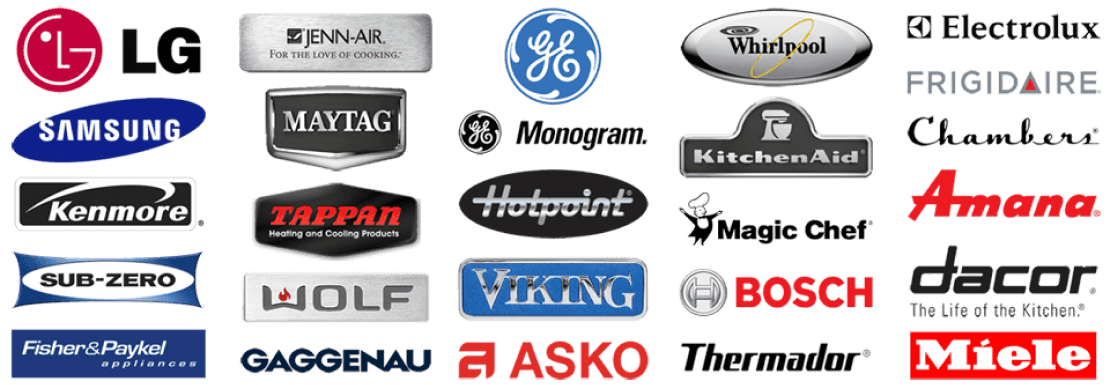 LG
SAMSUNG
Kenmore®
SUB-ZERO
Fisher&Paykel
appliances
JENN-AIR.
FOR THE LOVE OF COOKING.™
MAYTAG
TAPPAN
Heating and Cooling Products
WOLF
GAGGENAU
GE
GE Monogram.
Hotpoint®
VIKING
ASKO
Whirlpool
KitchenAid®
Magic Chef®
BOSCH
Thermador®
Electrolux
FRIGIDAIRE.
Chambers®
Amana®
dacor®
The Life of the Kitchen.®
Miele